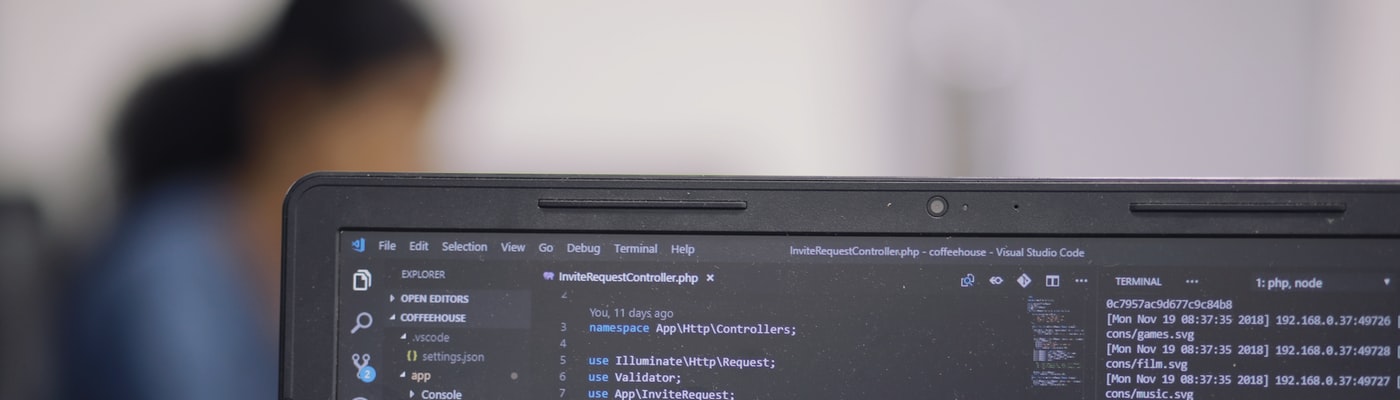 File Edit Selection View Go Debug Terminal Help
InviteRequestController.php - coffeehouse - Visual Studio Code
EXPLORER
OPEN EDITORS
COFFEEHOUSE
.vscode
{} settings.json
app
Console
2
InviteRequestController.php ×
2
You, 11 days ago
3 namespace App\Http\Controllers;
4
5 use Illuminate\Http\Request;
6 use Validator;
7 use App\InviteRequest;
TERMINAL ... 1: php, node
0c7957ac9d677c9c84b8
[Mon Nov 19 08:37:35 2018] 192.168.0.37:49726
cons/games.svg
[Mon Nov 19 08:37:35 2018] 192.168.0.37:49728
cons/film.svg
[Mon Nov 19 08:37:35 2018] 192.168.0.37:49727
cons/music.svg